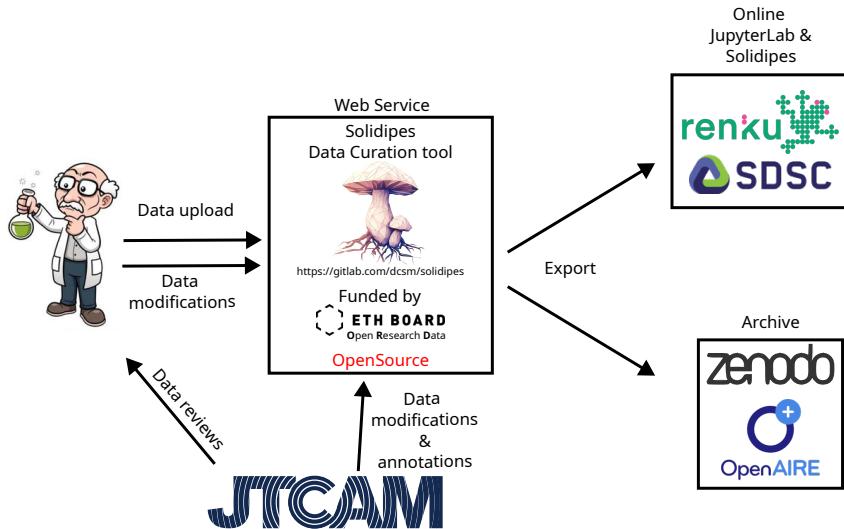 Online
JupyterLab &
Solidipes
renku
SDSC
Web Service
Solidipes
Data Curation tool
https://gitlab.com/dcsm/solidipes
Funded by
ETH BOARD
Open Research Data
OpenSource
Data upload
Data
modifications
Export
Archive
zenodo
OpenAIRE
Data reviews
Data
modifications
&
annotations
JTCAM